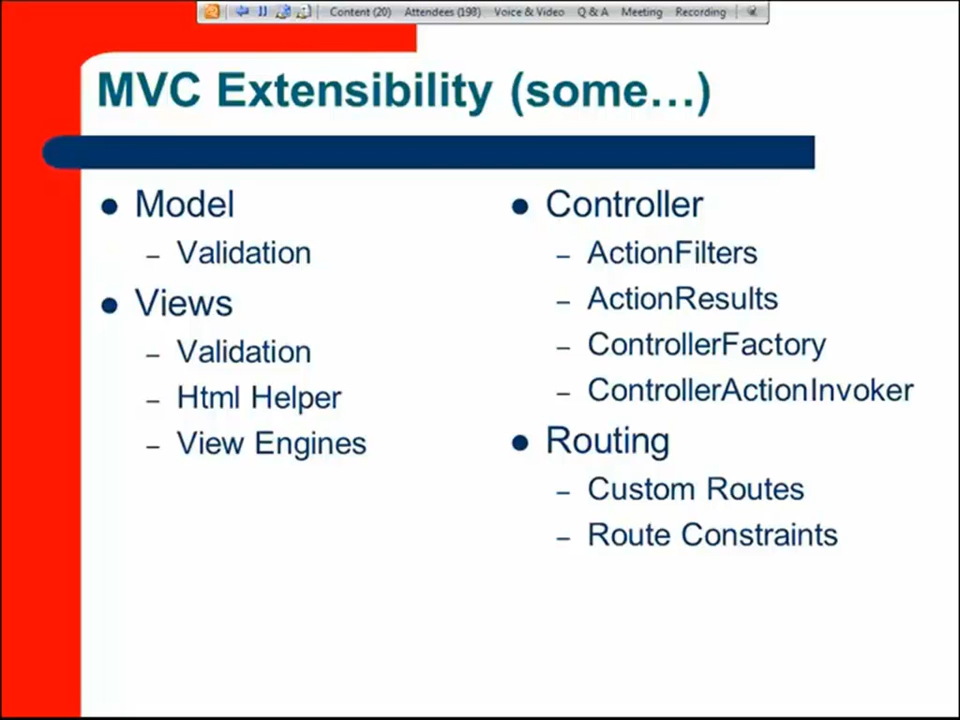 Content (20) Attendees (198) Voice & Video Q & A Meeting Recording
MVC Extensibility (some…)
● Model
– Validation
● Views
– Validation
– Html Helper
– View Engines
● Controller
– ActionFilters
– ActionResults
– ControllerFactory
– ControllerActionInvoker
● Routing
– Custom Routes
– Route Constraints